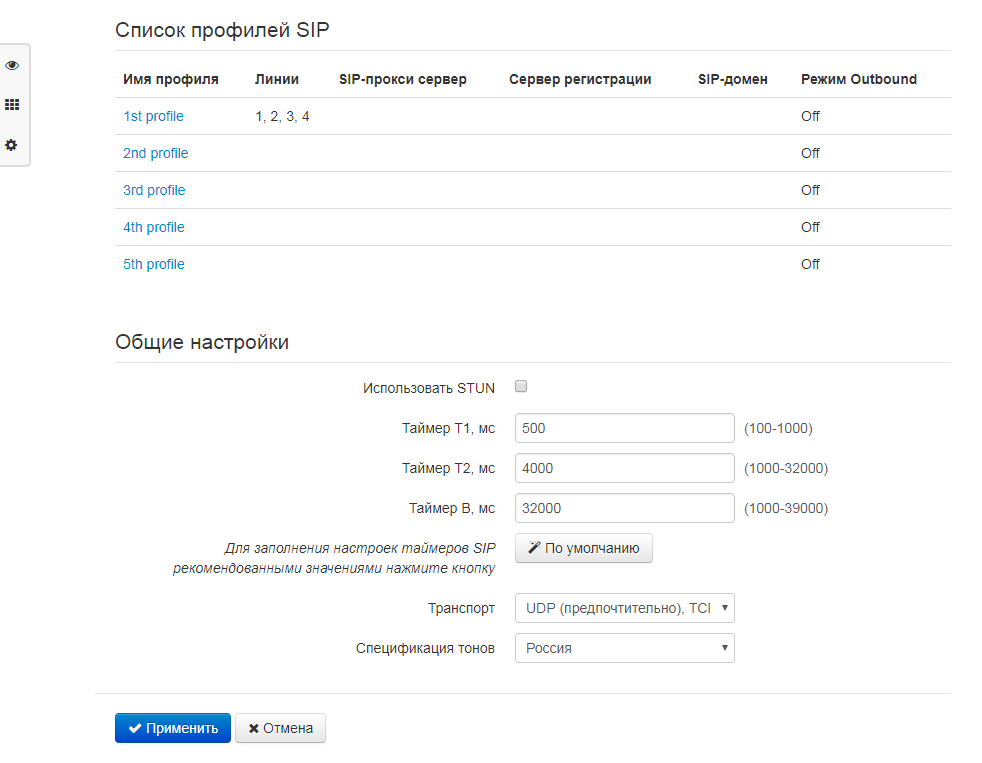 Список профилей SIP
Имя профиля Линии SIP-прокси сервер Сервер регистрации SIP-домен Режим Outbound
1st profile 1, 2, 3, 4 Off
2nd profile Off
3rd profile Off
4th profile Off
5th profile Off
Общие настройки
Использовать STUN
Таймер T1, мс 500 (100-1000)
Таймер T2, мс 4000 (1000-32000)
Таймер B, мс 32000 (1000-39000)
Для заполнения настроек таймеров SIP
рекомендованными значениями нажмите кнопку
По умолчанию
Транспорт UDP (предпочтительно),
Спецификация тонов Россия
Применить Отмена